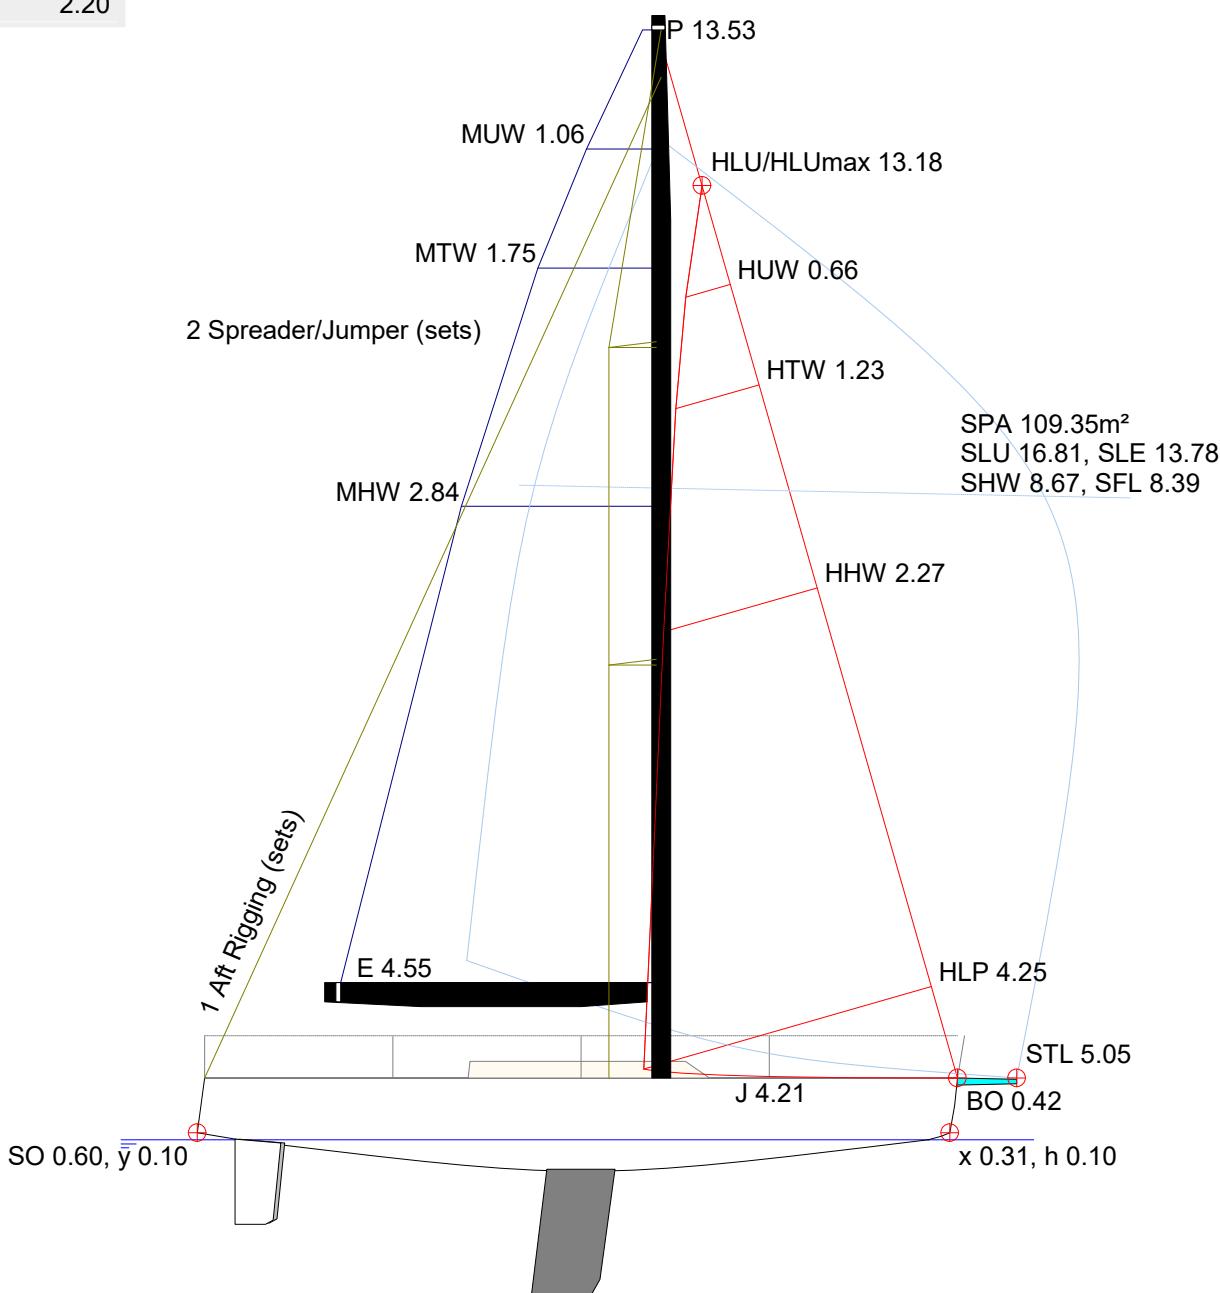 2.20
P 13.53
MUW 1.06
HLU/HLUmax 13.18
MTW 1.75
HUW 0.66
2 Spreader/Jumper (sets)
HTW 1.23
SPA 109.35m²
SLU 16.81, SLE 13.78
SHW 8.67, SFL 8.39
MHW 2.84
HHW 2.27
1 Aft Rigging (sets)
E 4.55
HLP 4.25
STL 5.05
J 4.21
BO 0.42
SO 0.60, y 0.10
x 0.31, h 0.10